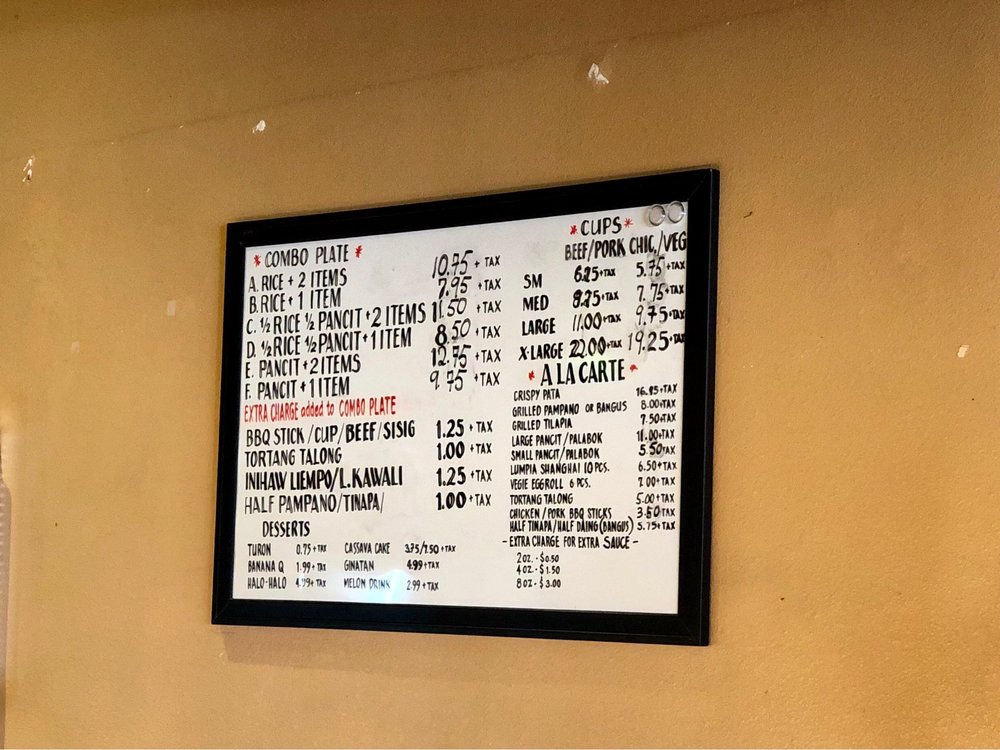 * COMBO PLATE *
A. RICE + 2 ITEMS 10.75 + TAX
B. RICE + 1 ITEM 7.95 + TAX
C. ½ RICE ½ PANCIT + 2 ITEMS 11.50 + TAX
D. ½ RICE ½ PANCIT + 1 ITEM 8.50 + TAX
E. PANCIT + 2 ITEMS 12.75 + TAX
F. PANCIT + 1 ITEM 9.75 + TAX
EXTRA CHARGE added to COMBO PLATE
BBQ STICK / CUP / BEEF / SISIG 1.25 + TAX
TORTANG TALONG 1.00 + TAX
INIHAW LIEMPO/L.KAWALI 1.25 + TAX
HALF PAMPANO/TINAPA/ 1.00 + TAX
DESSERTS
TURON 0.75 + TAX CASSAVA CAKE 3.75/7.50 + TAX
BANANA Q 1.99 + TAX GINATAN 4.99 + TAX
HALO-HALO 4.99 + TAX MELON DRINK 2.99 + TAX
* CUPS *
BEEF/PORK CHIC./VEG
SM 6.25 + TAX 5.75 + TAX
MED 8.75 + TAX 7.75 + TAX
LARGE 11.00 + TAX 9.75 + TAX
X-LARGE 22.00 + TAX 19.25 + TAX
* A LA CARTE *
CRISPY PATA 16.85 + TAX
GRILLED PAMPANO OR BANGUS 8.00 + TAX
GRILLED TILAPIA 7.50 + TAX
LARGE PANCIT/PALABOK 11.00 + TAX
SMALL PANCIT/PALABOK 5.50 TAX
LUMPIA SHANGHAI 10 PCS. 6.50 + TAX
VEGIE EGGROLL 6 PCS. 7.00 + TAX
TORTANG TALONG 5.00 + TAX
CHICKEN / PORK BBQ STICKS 3.50 TAX
HALF TINAPA/HALF DAING (BANGUS) 5.75 + TAX
- EXTRA CHARGE FOR EXTRA SAUCE -
2 OZ. - $0.50
4 OZ. - $1.50
8 OZ. - $3.00